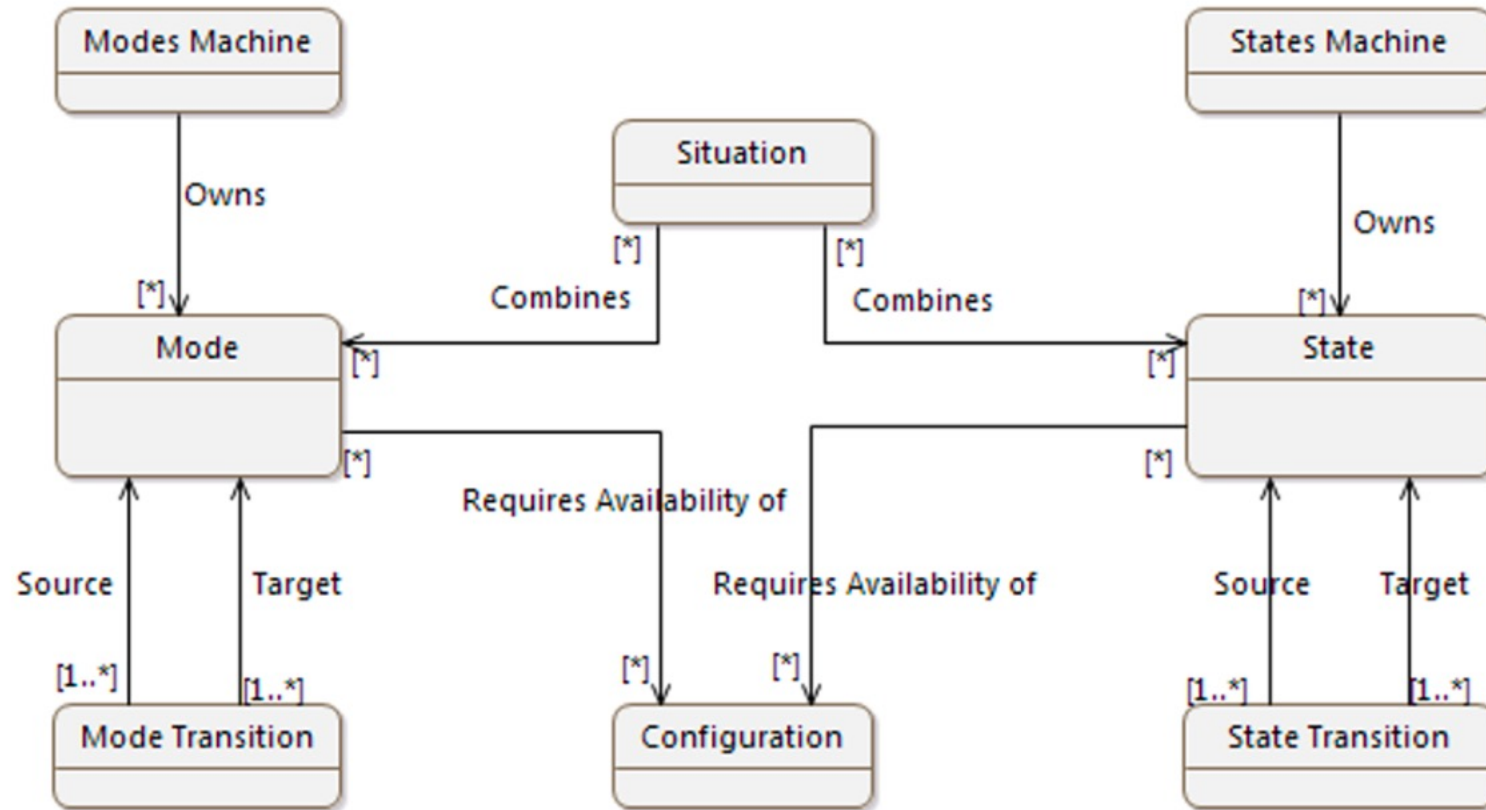 Modes Machine
States Machine
Situation
Owns
Owns
[*]
[*]
Combines
Combines
[*]
[*]
Mode
State
[*]
[*]
[*]
[*]
Requires Availability of
Requires Availability of
Source
Target
Source
Target
[1..*]
[1..*]
[*]
[*]
[1..*]
[1..*]
Mode Transition
Configuration
State Transition